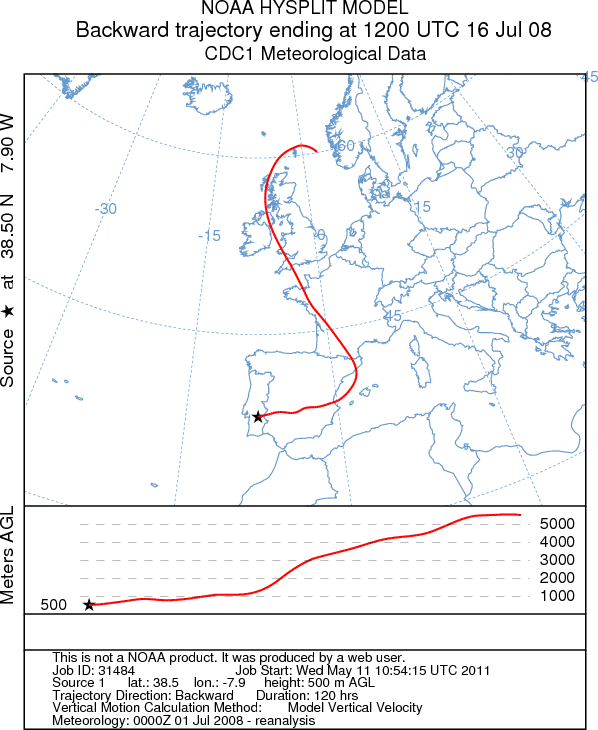 NOAA HYSPLIT MODEL
Backward trajectory ending at 1200 UTC 16 Jul 08
CDC1 Meteorological Data
Source ★ at 38.50 N 7.90 W
45
60
30
-30
-15
0
15
45
Meters AGL
500
5000
4000
3000
2000
1000
This is not a NOAA product. It was produced by a web user.
Job ID: 31484 Job Start: Wed May 11 10:54:15 UTC 2011
Source 1 lat.: 38.5 lon.: -7.9 height: 500 m AGL
Trajectory Direction: Backward Duration: 120 hrs
Vertical Motion Calculation Method: Model Vertical Velocity
Meteorology: 0000Z 01 Jul 2008 - reanalysis